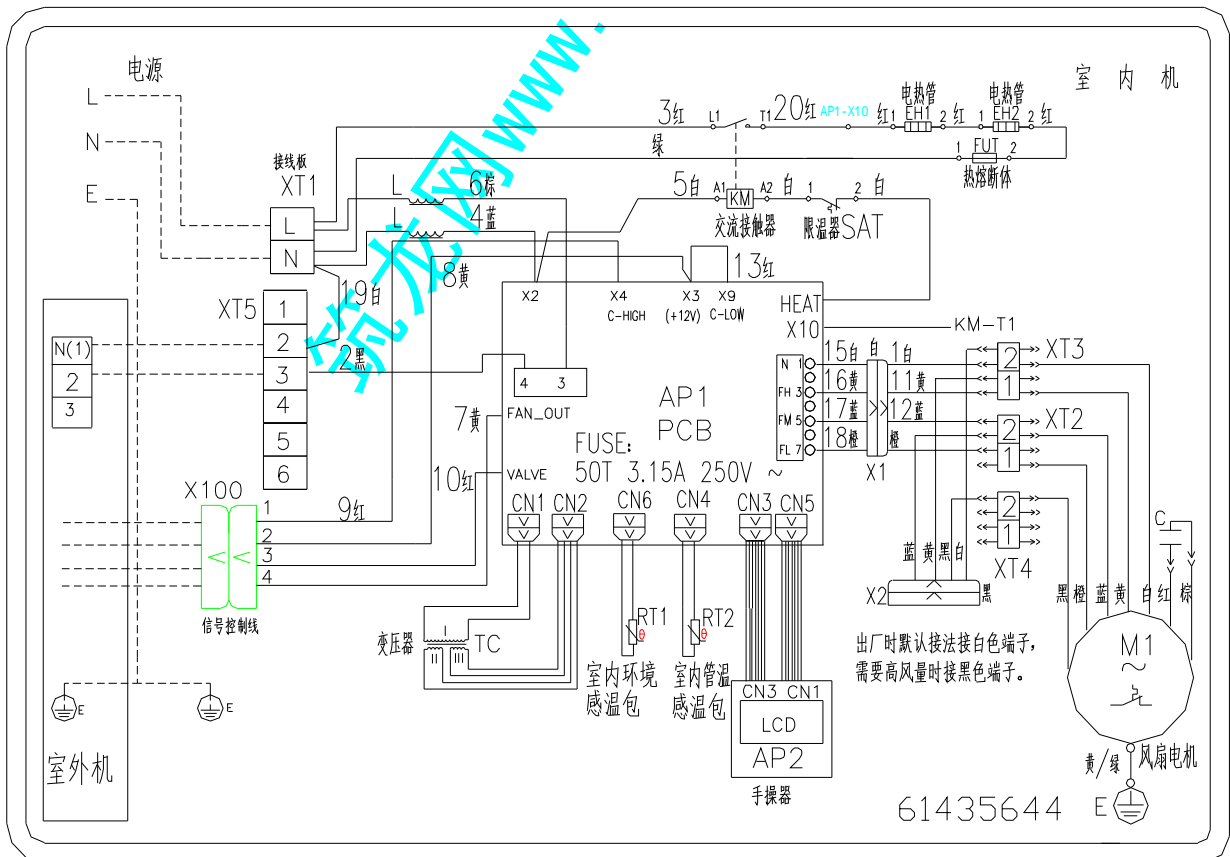 电源
室内机
L
N
E
接线板
XT1
L
N
筑龙网www.
3红
L1
T1
20红
AP1-X10
红
1
电热管
EH1
2
红
1
电热管
EH2
2
红
绿
1
FUT
2
热熔断体
L
6棕
L
4蓝
5白
A1
KM
A2
白
1
2
白
交流接触器
限温器SAT
8黄
13红
19白
2黑
XT5
1
2
3
4
5
6
N(1)
2
3
X2
X4
X3
X9
C-HIGH
(+12V)
C-LOW
HEAT
X10
KM-T1
4
3
FAN_OUT
AP1
PCB
FUSE:
50T 3.15A 250V ~
VALVE
7黄
10红
9红
N 1
FH 3
FM 5
FL 7
15白
白
1白
16黄
11黄
17蓝
12蓝
18橙
橙
X1
2
1
XT3
2
1
XT2
2
1
XT4
C
X100
1
2
3
4
信号控制线
CN1
CN2
CN6
CN4
CN3
CN5
变压器
I
II
III
TC
RT1
θ
室内环境
感温包
RT2
θ
室内管温
感温包
CN3
CN1
LCD
AP2
手操器
蓝
黄
黑
白
X2
黑
黑
橙
蓝
黄
白
红
棕
出厂时默认接法接白色端子，
需要高风量时接黑色端子。
M1
~
黄/绿
风扇电机
E
E
E
室外机
61435644